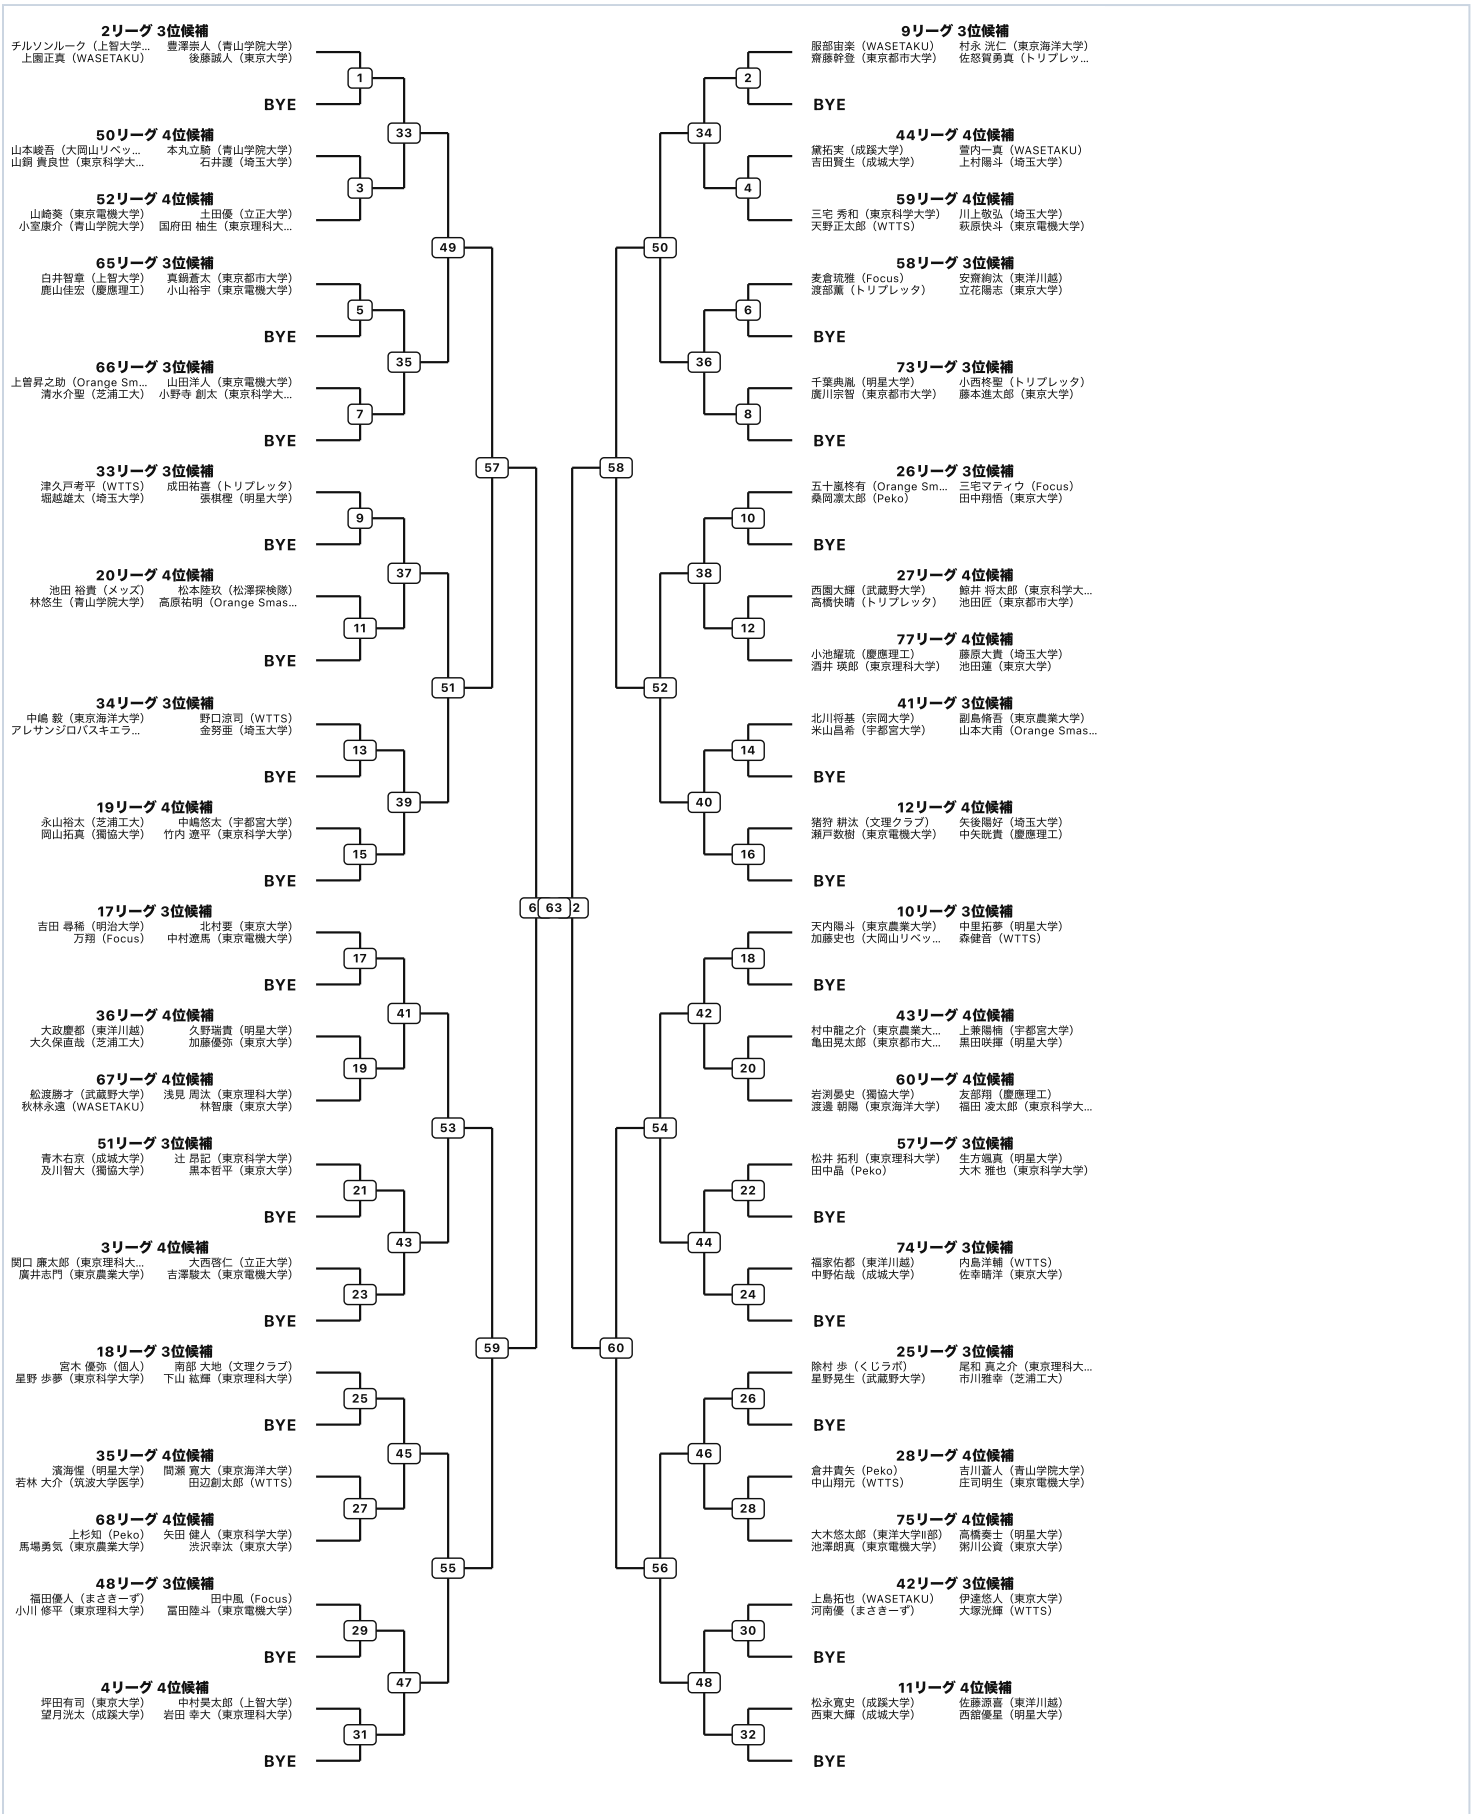 2リーグ 3位候補
チルソンルーク（上智大学... 豊澤崇人（青山学院大学）
上園正真（WASETAKU） 後藤誠人（東京大学）
1
BYE
33
50リーグ 4位候補
山本峻吾（大岡山リベッ... 本丸立騎（青山学院大学）
山銅 貴良世（東京科学大... 石井護（埼玉大学）
3
52リーグ 4位候補
山崎葵（東京電機大学） 土田優（立正大学）
小室康介（青山学院大学） 国府田 柚生（東京理科大...
49
65リーグ 3位候補
白井智章（上智大学） 真鍋蒼太（東京都市大学）
鹿山佳宏（慶應理工） 小山裕宇（東京電機大学）
5
BYE
35
66リーグ 3位候補
上曽昇之助（Orange Sm... 山田洋人（東京電機大学）
清水介聖（芝浦工大） 小野寺 創太（東京科学大...
7
BYE
57
33リーグ 3位候補
津久戸考平（WTTS） 成田祐喜（トリプレッタ）
堀越雄太（埼玉大学） 張棋樫（明星大学）
9
BYE
37
20リーグ 4位候補
池田 裕貴（メッズ） 松本陸玖（松澤探検隊）
林悠生（青山学院大学） 高原祐明（Orange Smas...
11
BYE
51
34リーグ 3位候補
中嶋 毅（東京海洋大学） 野口涼司（WTTS）
アレサンジロバスキエラ... 金努亜（埼玉大学）
13
BYE
39
19リーグ 4位候補
永山裕太（芝浦工大） 中嶋悠太（宇都宮大学）
岡山拓真（獨協大学） 竹内 遼平（東京科学大学）
15
BYE
17リーグ 3位候補
吉田 尋稀（明治大学） 北村要（東京大学）
万翔（Focus） 中村遼馬（東京電機大学）
17
BYE
41
36リーグ 4位候補
大政慶都（東洋川越） 久野瑞貴（明星大学）
大久保直哉（芝浦工大） 加藤優弥（東京大学）
19
67リーグ 4位候補
舩渡勝才（武蔵野大学） 浅見 周汰（東京理科大学）
秋林永遠（WASETAKU） 林智康（東京大学）
53
51リーグ 3位候補
青木右京（成城大学） 辻 昂記（東京科学大学）
及川智大（獨協大学） 黒本哲平（東京大学）
21
BYE
43
3リーグ 4位候補
関口 廉太郎（東京理科大... 大西啓仁（立正大学）
廣井志門（東京農業大学） 吉澤駿太（東京電機大学）
23
BYE
59
18リーグ 3位候補
宮木 優弥（個人） 南部 大地（文理クラブ）
星野 歩夢（東京科学大学） 下山 紘輝（東京理科大学）
25
BYE
45
35リーグ 4位候補
濱海惺（明星大学） 間瀬 寛大（東京海洋大学）
若林 大介（筑波大学医学） 田辺創太郎（WTTS）
27
68リーグ 4位候補
上杉知（Peko） 矢田 健人（東京科学大学）
馬場勇気（東京農業大学） 渋沢幸汰（東京大学）
55
48リーグ 3位候補
福田優人（まさきーず） 田中風（Focus）
小川 修平（東京理科大学） 冨田陸斗（東京電機大学）
29
BYE
47
4リーグ 4位候補
坪田有司（東京大学） 中村昊太郎（上智大学）
望月洸太（成蹊大学） 岩田 幸大（東京理科大学）
31
BYE
6 63 2
9リーグ 3位候補
服部宙楽（WASETAKU） 村永 洸仁（東京海洋大学）
齋藤幹登（東京都市大学） 佐怒賀勇真（トリプレッ...
2
BYE
34
44リーグ 4位候補
黛拓実（成蹊大学） 萱内一真（WASETAKU）
吉田賢生（成城大学） 上村陽斗（埼玉大学）
4
59リーグ 4位候補
三宅 秀和（東京科学大学） 川上敬弘（埼玉大学）
天野正太郎（WTTS） 萩原快斗（東京電機大学）
50
58リーグ 3位候補
麦倉琉雅（Focus） 安齋絢汰（東洋川越）
渡部薫（トリプレッタ） 立花陽志（東京大学）
6
BYE
36
73リーグ 3位候補
千葉典胤（明星大学） 小西柊聖（トリプレッタ）
廣川宗智（東京都市大学） 藤本進太郎（東京大学）
8
BYE
58
26リーグ 3位候補
五十嵐柊有（Orange Sm... 三宅マティウ（Focus）
桑岡凛太郎（Peko） 田中翔悟（東京大学）
10
BYE
38
27リーグ 4位候補
西園大輝（武蔵野大学） 鯨井 将太郎（東京科学大...
高橋快晴（トリプレッタ） 池田匠（東京都市大学）
12
77リーグ 4位候補
小池耀琉（慶應理工） 藤原大貴（埼玉大学）
酒井 瑛郎（東京理科大学） 池田蓮（東京大学）
52
41リーグ 3位候補
北川将基（宗岡大学） 副島脩吾（東京農業大学）
米山昌希（宇都宮大学） 山本大甫（Orange Smas...
14
BYE
40
12リーグ 4位候補
猪狩 耕汰（文理クラブ） 矢後陽好（埼玉大学）
瀬戸数樹（東京電機大学） 中矢晄貴（慶應理工）
16
BYE
10リーグ 3位候補
天内陽斗（東京農業大学） 中里拓夢（明星大学）
加藤史也（大岡山リベッ... 森健音（WTTS）
18
BYE
42
43リーグ 4位候補
村中龍之介（東京農業大... 上兼陽楠（宇都宮大学）
亀田晃太郎（東京都市大... 黒田咲揮（明星大学）
20
60リーグ 4位候補
岩渕晏史（獨協大学） 友部翔（慶應理工）
渡邉 朝陽（東京海洋大学） 福田 凌太郎（東京科学大...
54
57リーグ 3位候補
松井 拓利（東京理科大学） 生方颯真（明星大学）
田中晶（Peko） 大木 雅也（東京科学大学）
22
BYE
44
74リーグ 3位候補
福家佑都（東洋川越） 内島洋輔（WTTS）
中野佑哉（成城大学） 佐幸晴洋（東京大学）
24
BYE
60
25リーグ 3位候補
除村 歩（くじラボ） 尾和 真之介（東京理科大...
星野晃生（武蔵野大学） 市川雅幸（芝浦工大）
26
BYE
46
28リーグ 4位候補
倉井貴矢（Peko） 吉川蒼人（青山学院大学）
中山翔元（WTTS） 庄司明生（東京電機大学）
28
75リーグ 4位候補
大木悠太郎（東洋大学II部） 高橋奏士（明星大学）
池澤朗真（東京電機大学） 粥川公資（東京大学）
56
42リーグ 3位候補
上島拓也（WASETAKU） 伊達悠人（東京大学）
河南優（まさきーず） 大塚洸輝（WTTS）
30
BYE
48
11リーグ 4位候補
松永寛史（成蹊大学） 佐藤源喜（東洋川越）
西東大輝（成城大学） 西舘優星（明星大学）
32
BYE